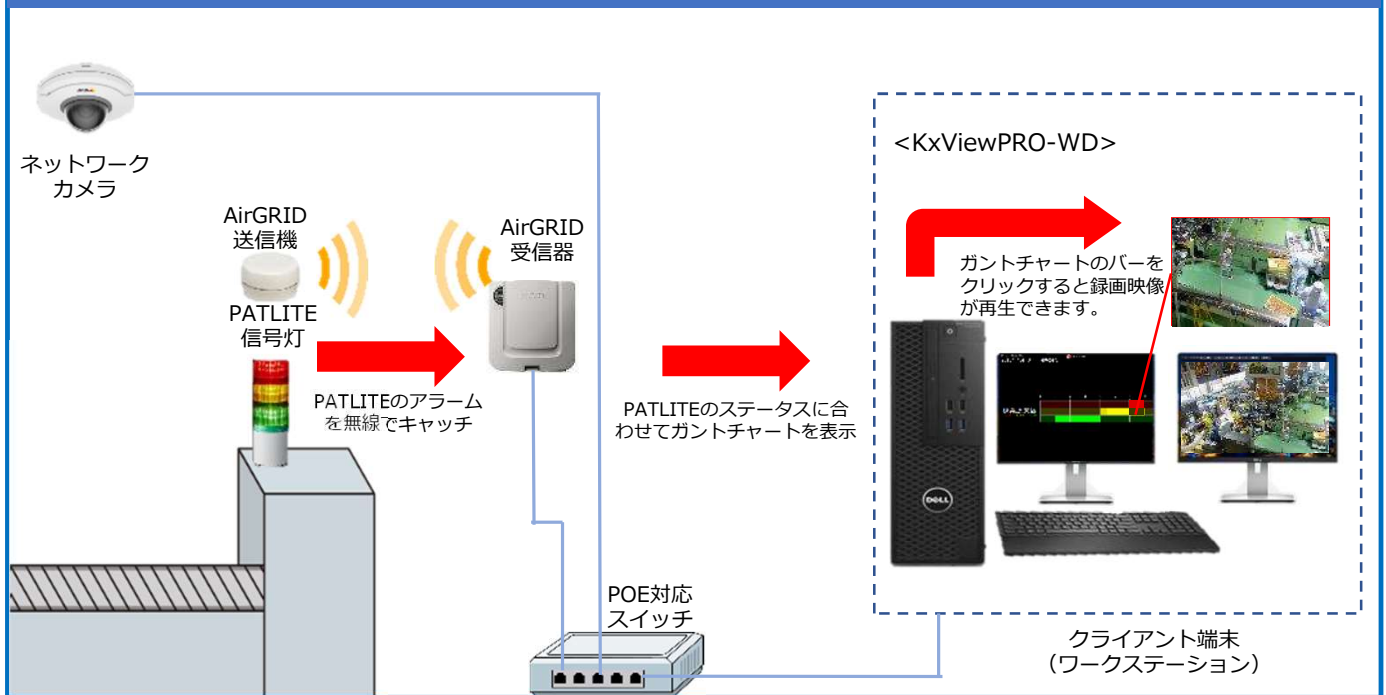 ネットワーク
カメラ
AirGRID
送信機
PATLITE
信号灯
AirGRID
受信器
PATLITEのアラーム
を無線でキャッチ
PATLITEのステータスに合
わせてガントチャートを表示
<KxViewPRO-WD>
ガントチャートのバーを
クリックすると録画映像
が再生できます。
DELL
POE対応
スイッチ
クライアント端末
（ワークステーション）